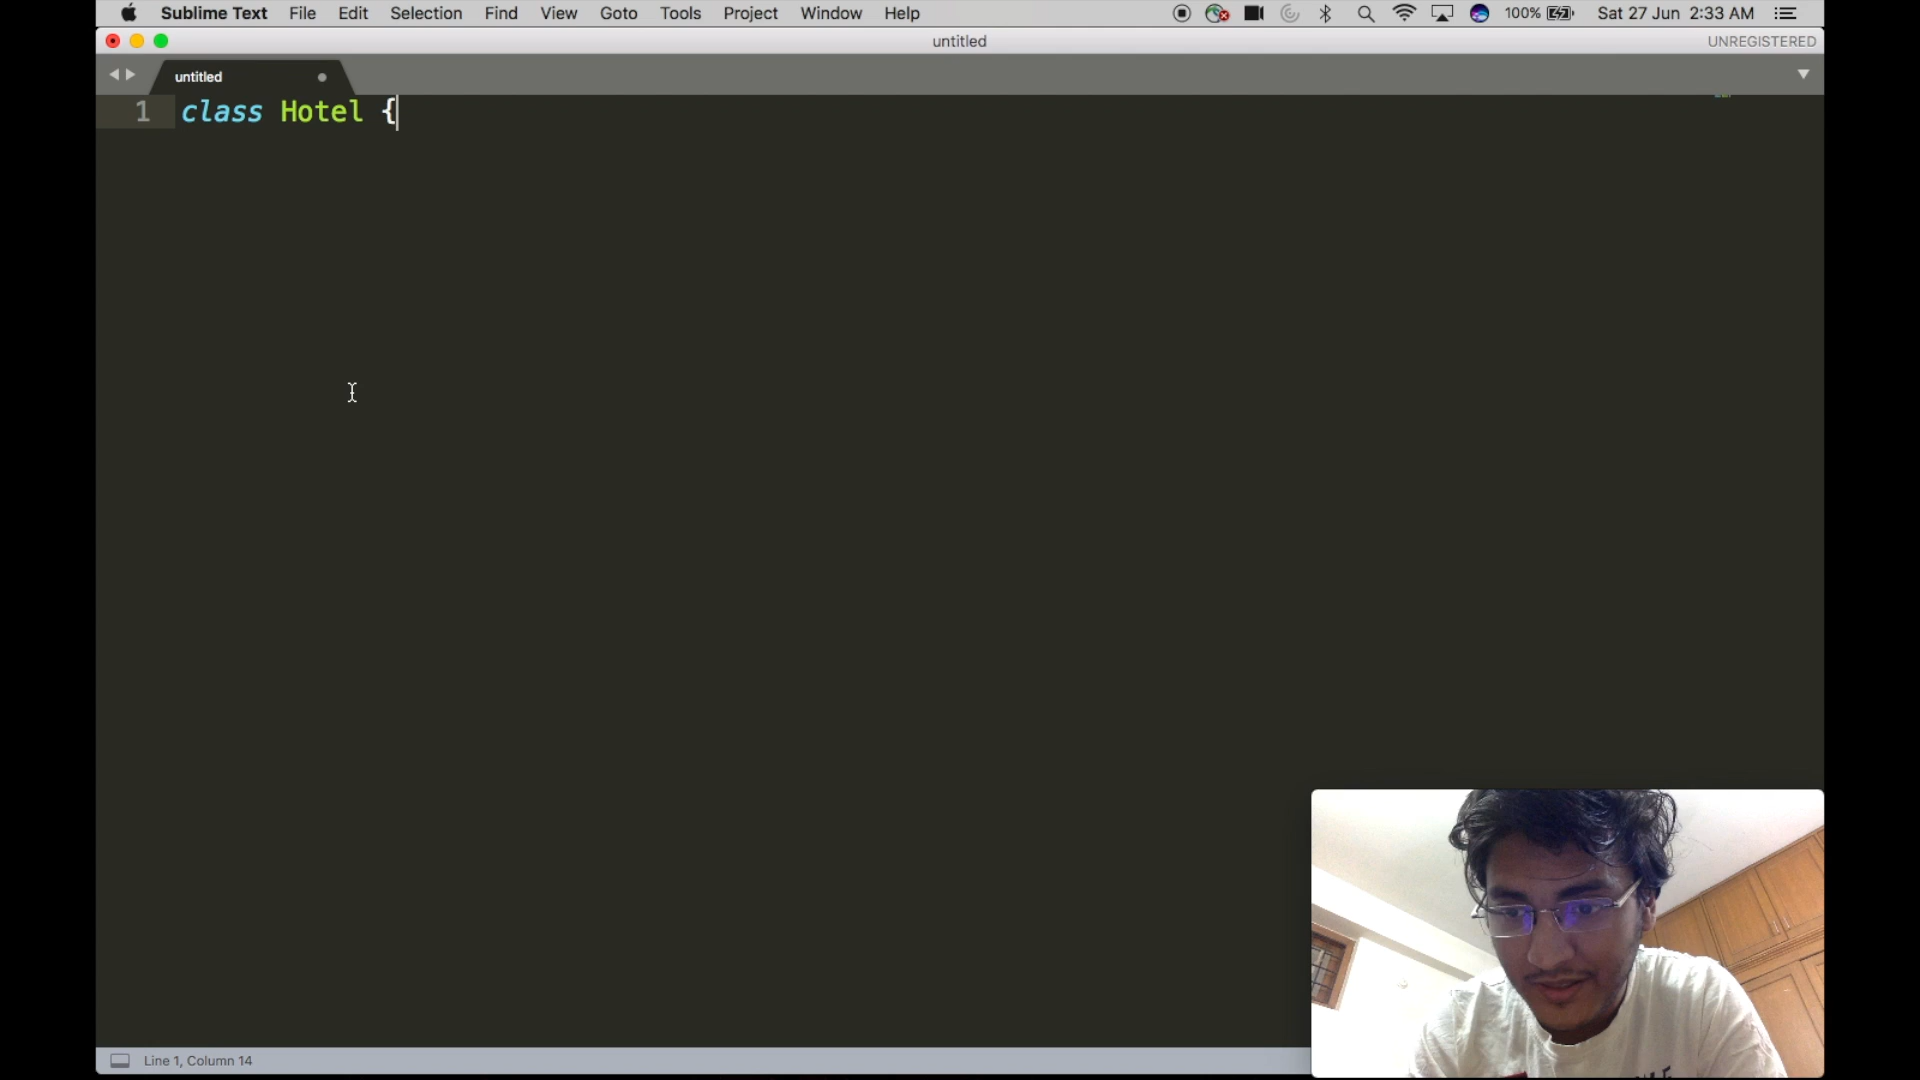 Sublime Text File Edit Selection Find View Goto Tools Project Window Help 100% Sat 27 Jun 2:33 AM
untitled UNREGISTERED
untitled
1 class Hotel {
Line 1, Column 14